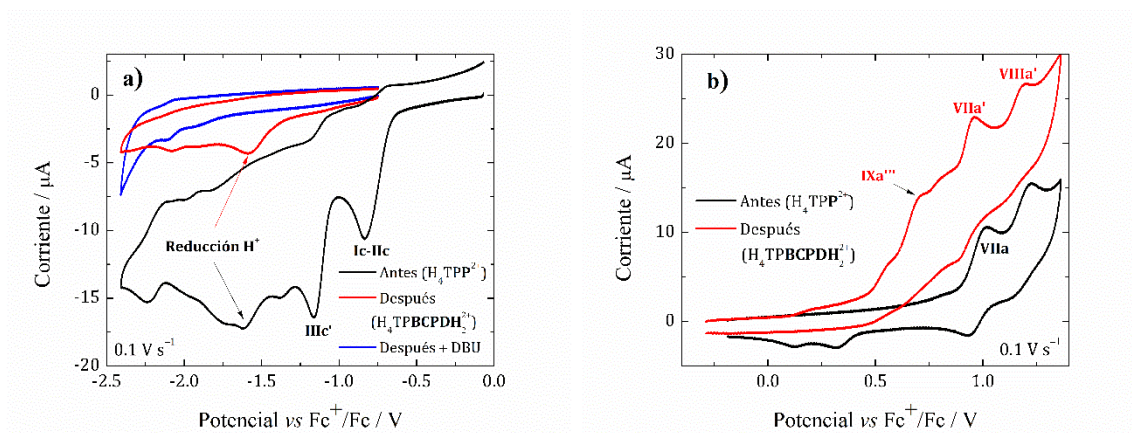 a)
Corriente / μA
0
-5
-10
-15
-20
-2.5
-2.0
-1.5
-1.0
-0.5
0.0
Reducción H⁺
Ic-IIc
IIIc'
Antes (H₄TPP²⁺)
Después
(H₄TPBCPDH₂²⁺)
Después + DBU
0.1 V s⁻¹
Potencial vs Fc⁺/Fc / V
b)
Corriente / μA
30
20
10
0
0.0
0.5
1.0
VIIIa'
VIIa'
IXa'''
VIIa
Antes (H₄TPP²⁺)
Después
(H₄TPBCPDH₂²⁺)
0.1 V s⁻¹
Potencial vs Fc⁺/Fc / V